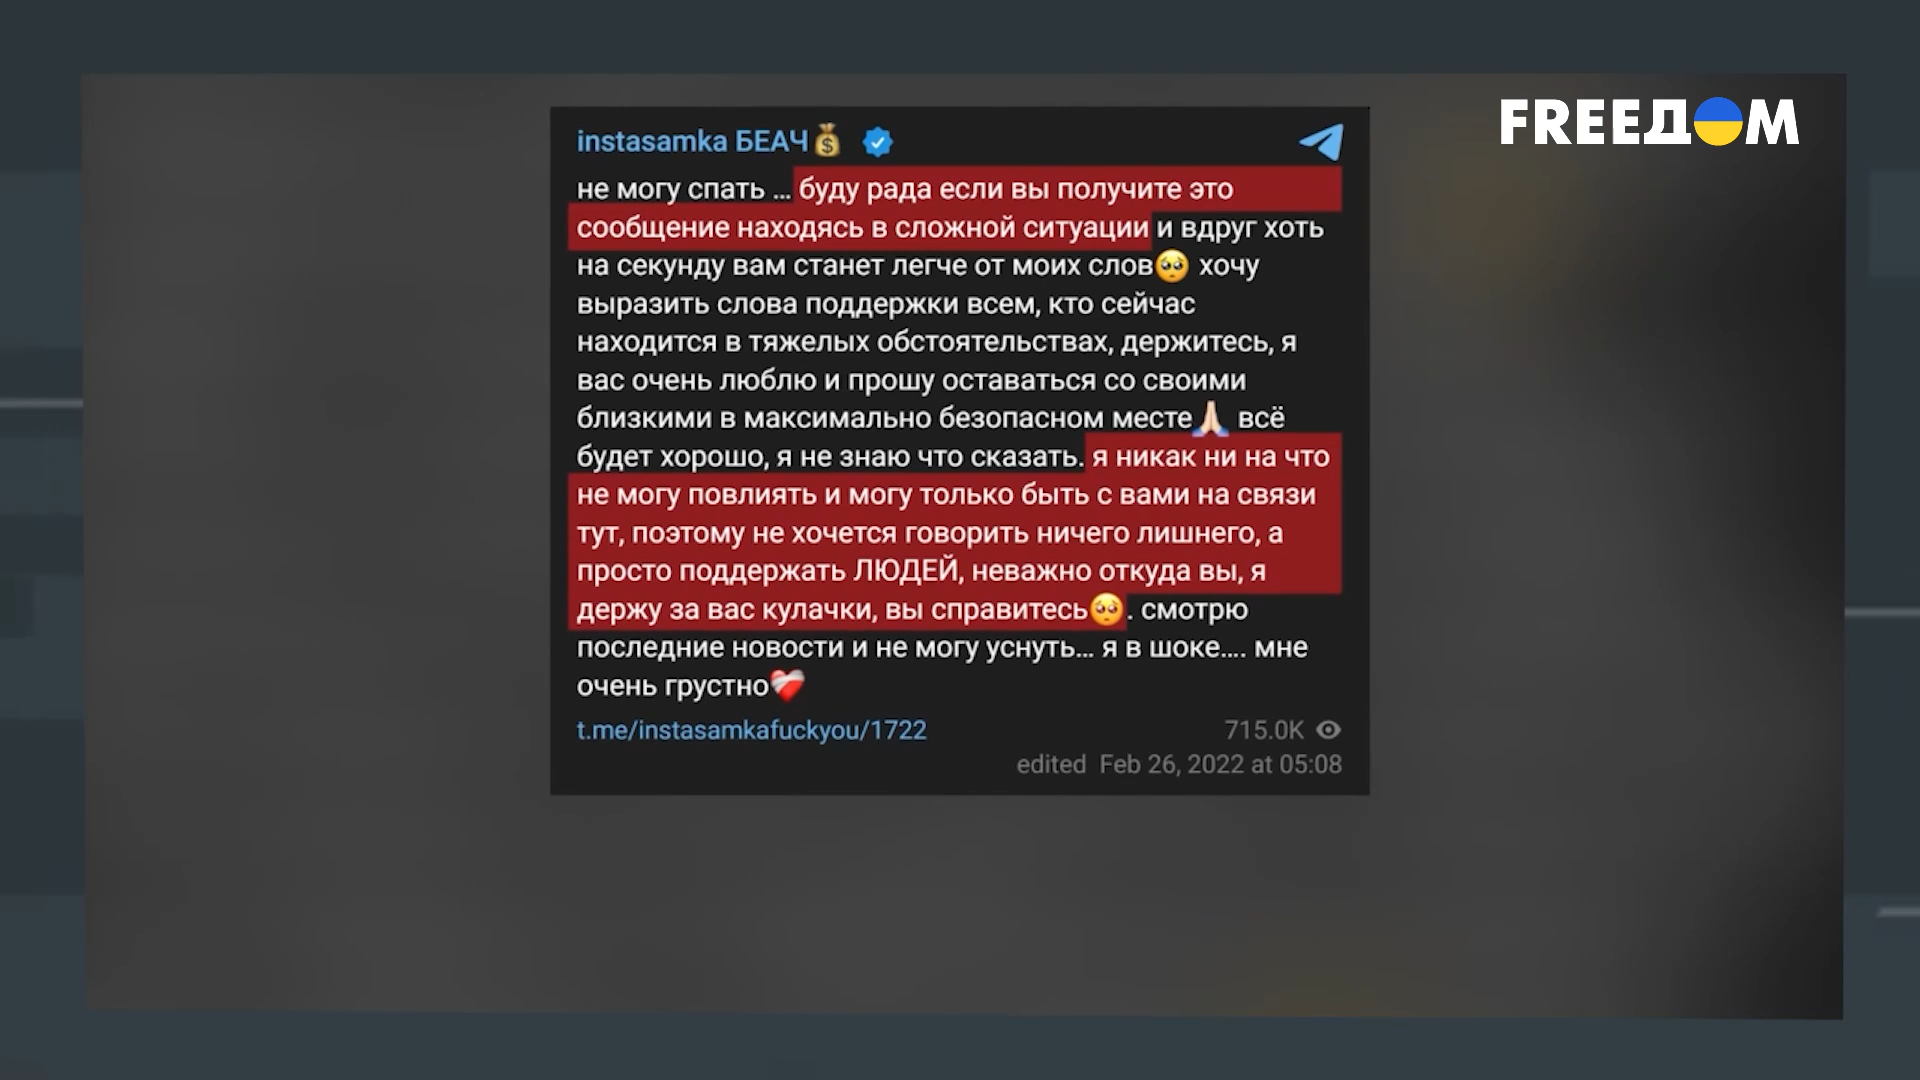 FREEДOM
instasamka БЕАЧ💰
не могу спать … буду рада если вы получите это
сообщение находясь в сложной ситуации и вдруг хоть
на секунду вам станет легче от моих слов🥺 хочу
выразить слова поддержки всем, кто сейчас
находится в тяжелых обстоятельствах, держитесь, я
вас очень люблю и прошу оставаться со своими
близкими в максимально безопасном месте🙏🏻 всё
будет хорошо, я не знаю что сказать. я никак ни на что
не могу повлиять и могу только быть с вами на связи
тут, поэтому не хочется говорить ничего лишнего, а
просто поддержать ЛЮДЕЙ, неважно откуда вы, я
держу за вас кулачки, вы справитесь🥺. смотрю
последние новости и не могу уснуть… я в шоке…. мне
очень грустно❤️‍🩹
t.me/instasamkafuckyou/1722 715.0K
edited Feb 26, 2022 at 05:08